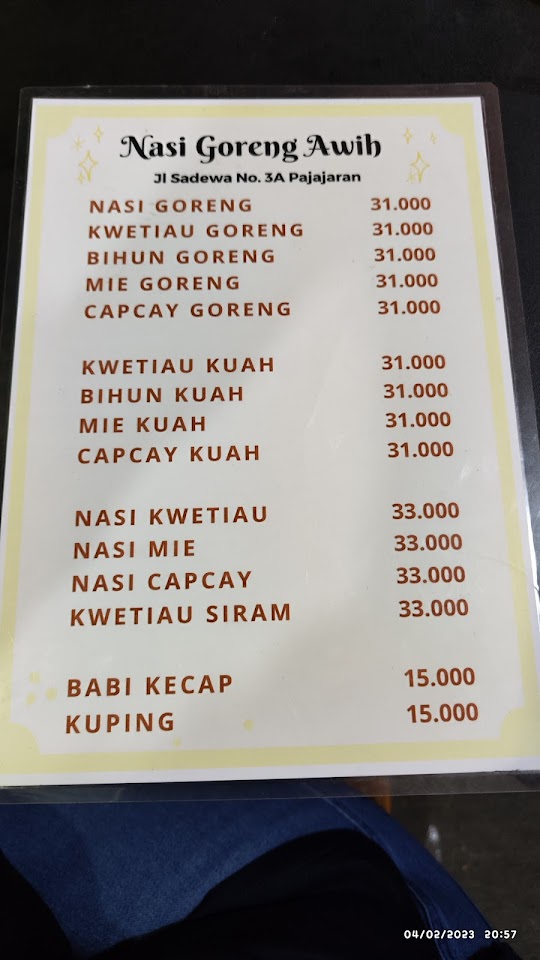 Nasi Goreng Awih
Jl Sadewa No. 3A Pajajaran
NASI GORENG 31.000
KWETIAU GORENG 31.000
BIHUN GORENG 31.000
MIE GORENG 31.000
CAPCAY GORENG 31.000
KWETIAU KUAH 31.000
BIHUN KUAH 31.000
MIE KUAH 31.000
CAPCAY KUAH 31.000
NASI KWETIAU 33.000
NASI MIE 33.000
NASI CAPCAY 33.000
KWETIAU SIRAM 33.000
BABI KECAP 15.000
KUPING 15.000
04/02/2023 20:57